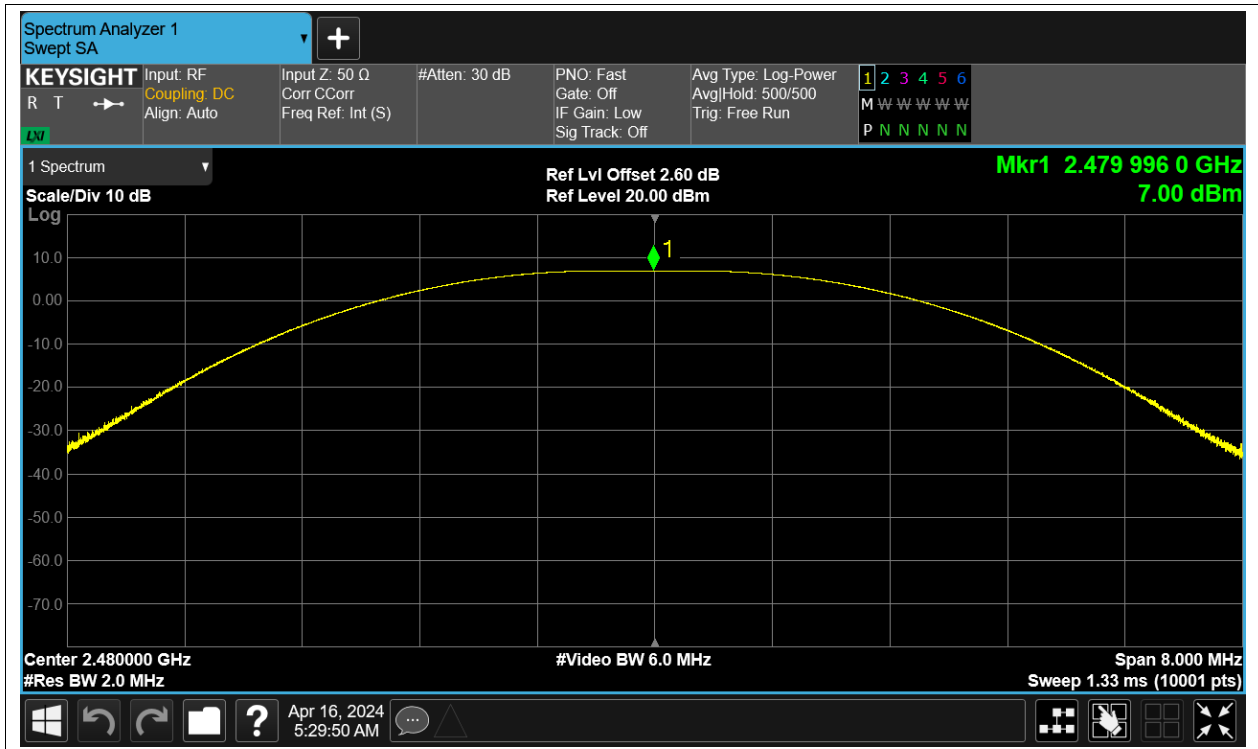 Spectrum Analyzer 1
Swept SA
KEYSIGHT
R T
LXI
Input: RF
Coupling: DC
Align: Auto
Input Z: 50 Ω
Corr CCorr
Freq Ref: Int (S)
#Atten: 30 dB
PNO: Fast
Gate: Off
IF Gain: Low
Sig Track: Off
Avg Type: Log-Power
Avg|Hold: 500/500
Trig: Free Run
1 2 3 4 5 6
M W W W W W
P N N N N N
1 Spectrum
Scale/Div 10 dB
Log
Ref Lvl Offset 2.60 dB
Ref Level 20.00 dBm
Mkr1 2.479 996 0 GHz
7.00 dBm
1
10.0
0.00
-10.0
-20.0
-30.0
-40.0
-50.0
-60.0
-70.0
Center 2.480000 GHz
#Res BW 2.0 MHz
#Video BW 6.0 MHz
Span 8.000 MHz
Sweep 1.33 ms (10001 pts)
?
Apr 16, 2024
5:29:50 AM